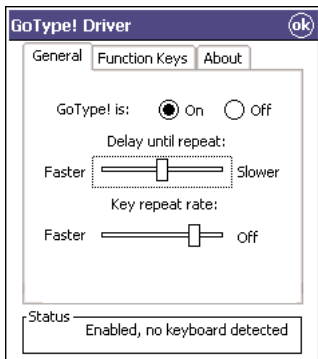 GoType! Driver ok
General Function Keys About
GoType! is: On Off
Delay until repeat:
Faster Slower
Key repeat rate:
Faster Off
Status
Enabled, no keyboard detected